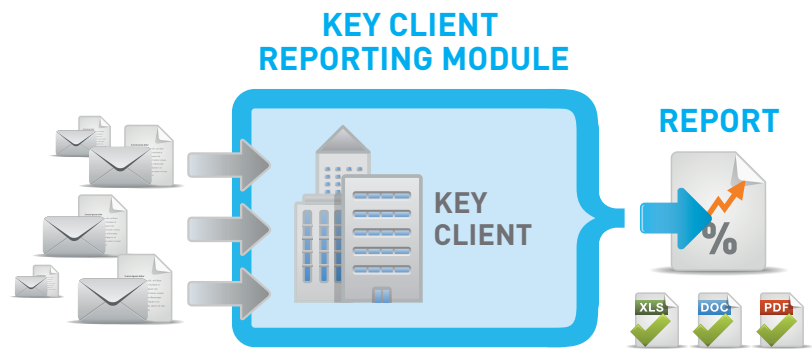 KEY CLIENT
REPORTING MODULE
REPORT
KEY
CLIENT
%
XLS
DOC
PDF